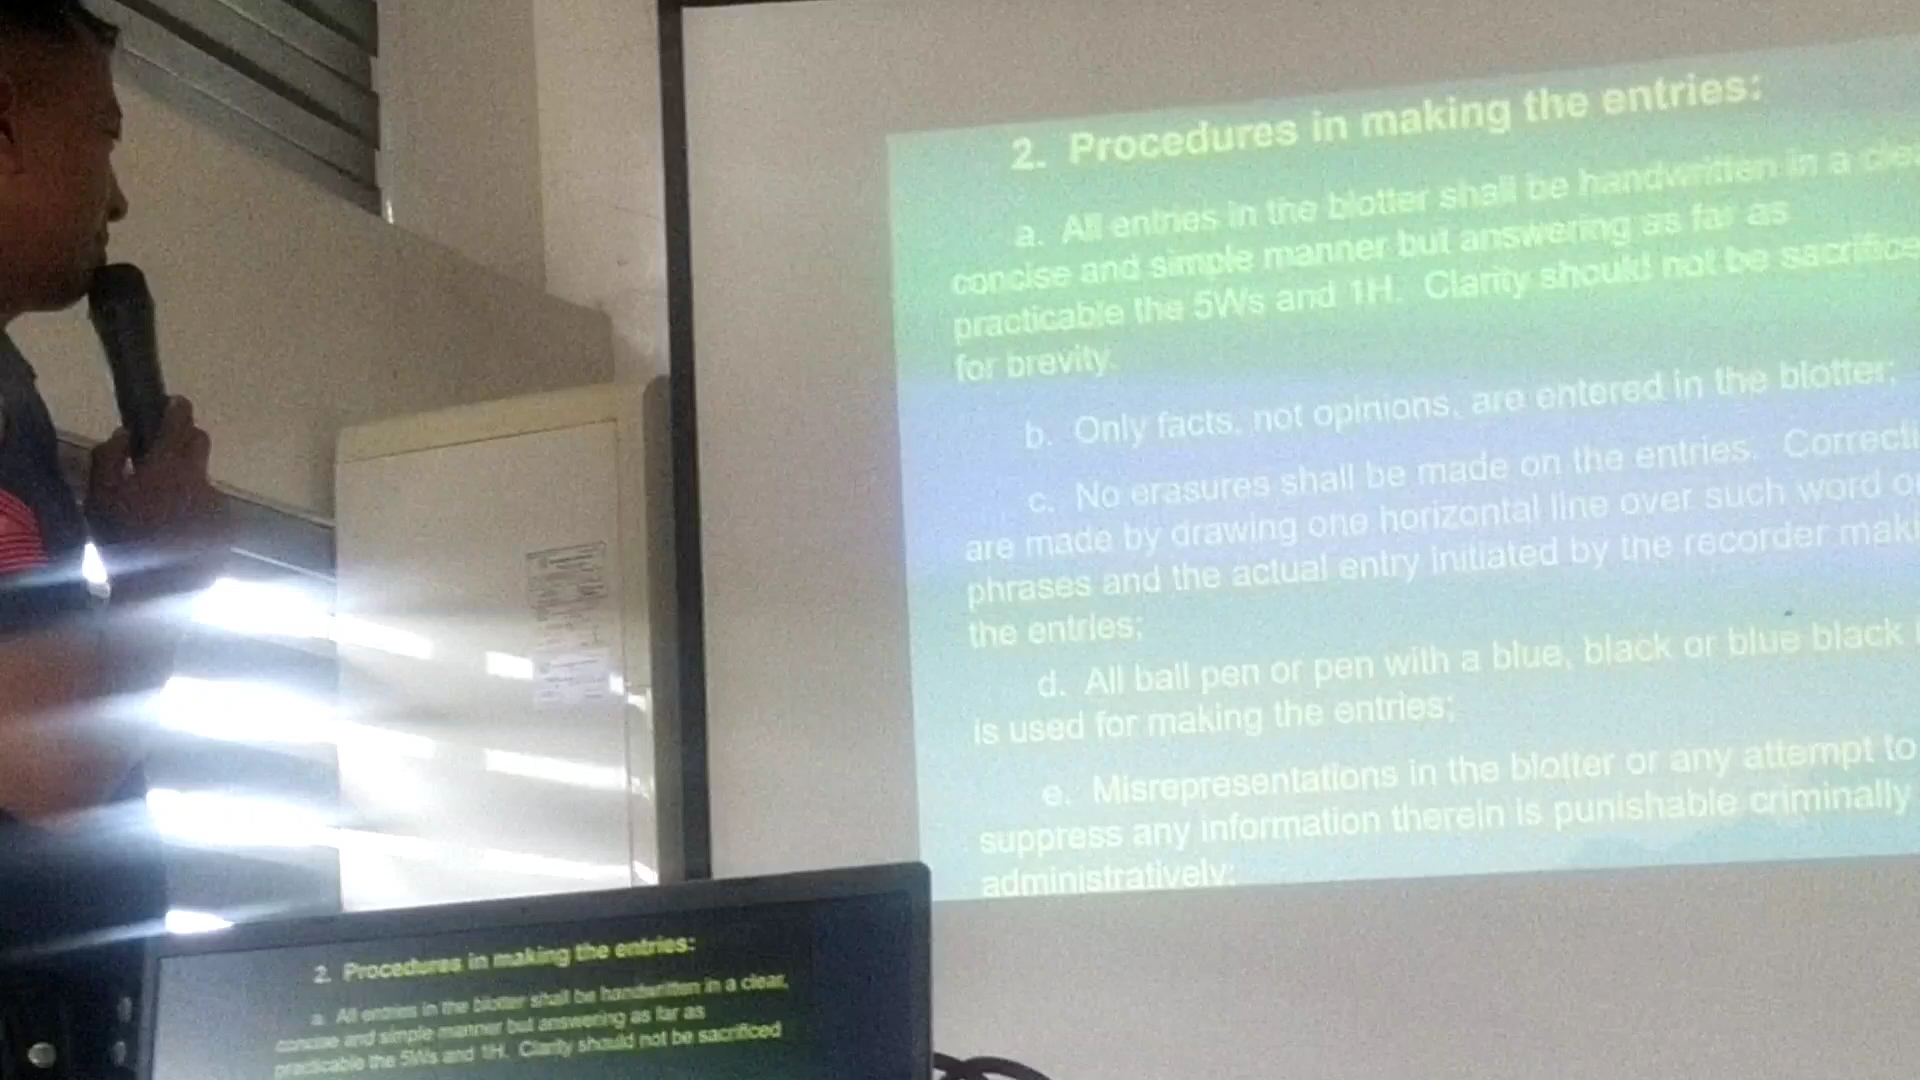 2. Procedures in making the entries:
a. All entries in the blotter shall be handwritten in a clea
concise and simple manner but answering as far as
practicable the 5Ws and 1H. Clarity should not be sacrifice
for brevity.
b. Only facts, not opinions, are entered in the blotter;
c. No erasures shall be made on the entries. Correcti
are made by drawing one horizontal line over such word o
phrases and the actual entry initiated by the recorder maki
the entries;
d. All ball pen or pen with a blue, black or blue black
is used for making the entries;
e. Misrepresentations in the blotter or any attempt to
suppress any information therein is punishable criminally
administratively;
2. Procedures in making the entries:
a. All entries in the blotter shall be handwritten in a clear,
concise and simple manner but answering as far as
practicable the 5Ws and 1H. Clarity should not be sacrificed